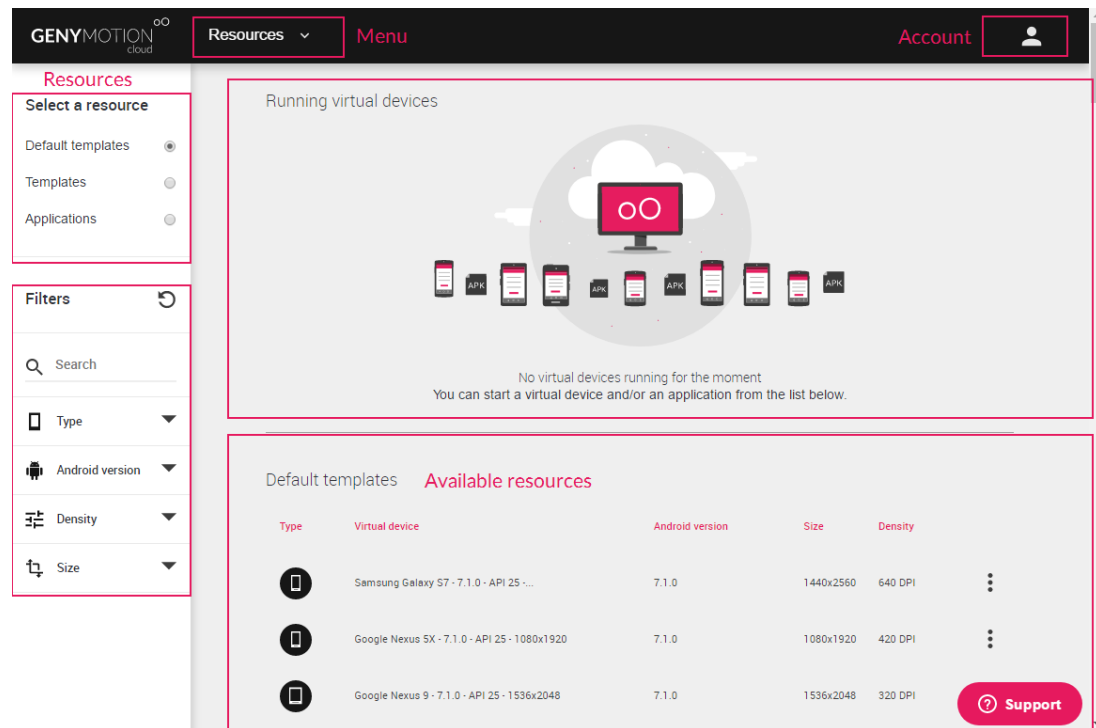 GENYMOTION
cloud
Resources
Menu
Account
Resources
Select a resource
Default templates
Templates
Applications
Filters
Search
Type
Android version
Density
Size
Running virtual devices
APK
APK
APK
APK
No virtual devices running for the moment
You can start a virtual device and/or an application from the list below.
Default templates Available resources
Type Virtual device Android version Size Density
Samsung Galaxy S7 - 7.1.0 - API 25 -... 7.1.0 1440x2560 640 DPI
Google Nexus 5X - 7.1.0 - API 25 - 1080x1920 7.1.0 1080x1920 420 DPI
Google Nexus 9 - 7.1.0 - API 25 - 1536x2048 7.1.0 1536x2048 320 DPI
Support